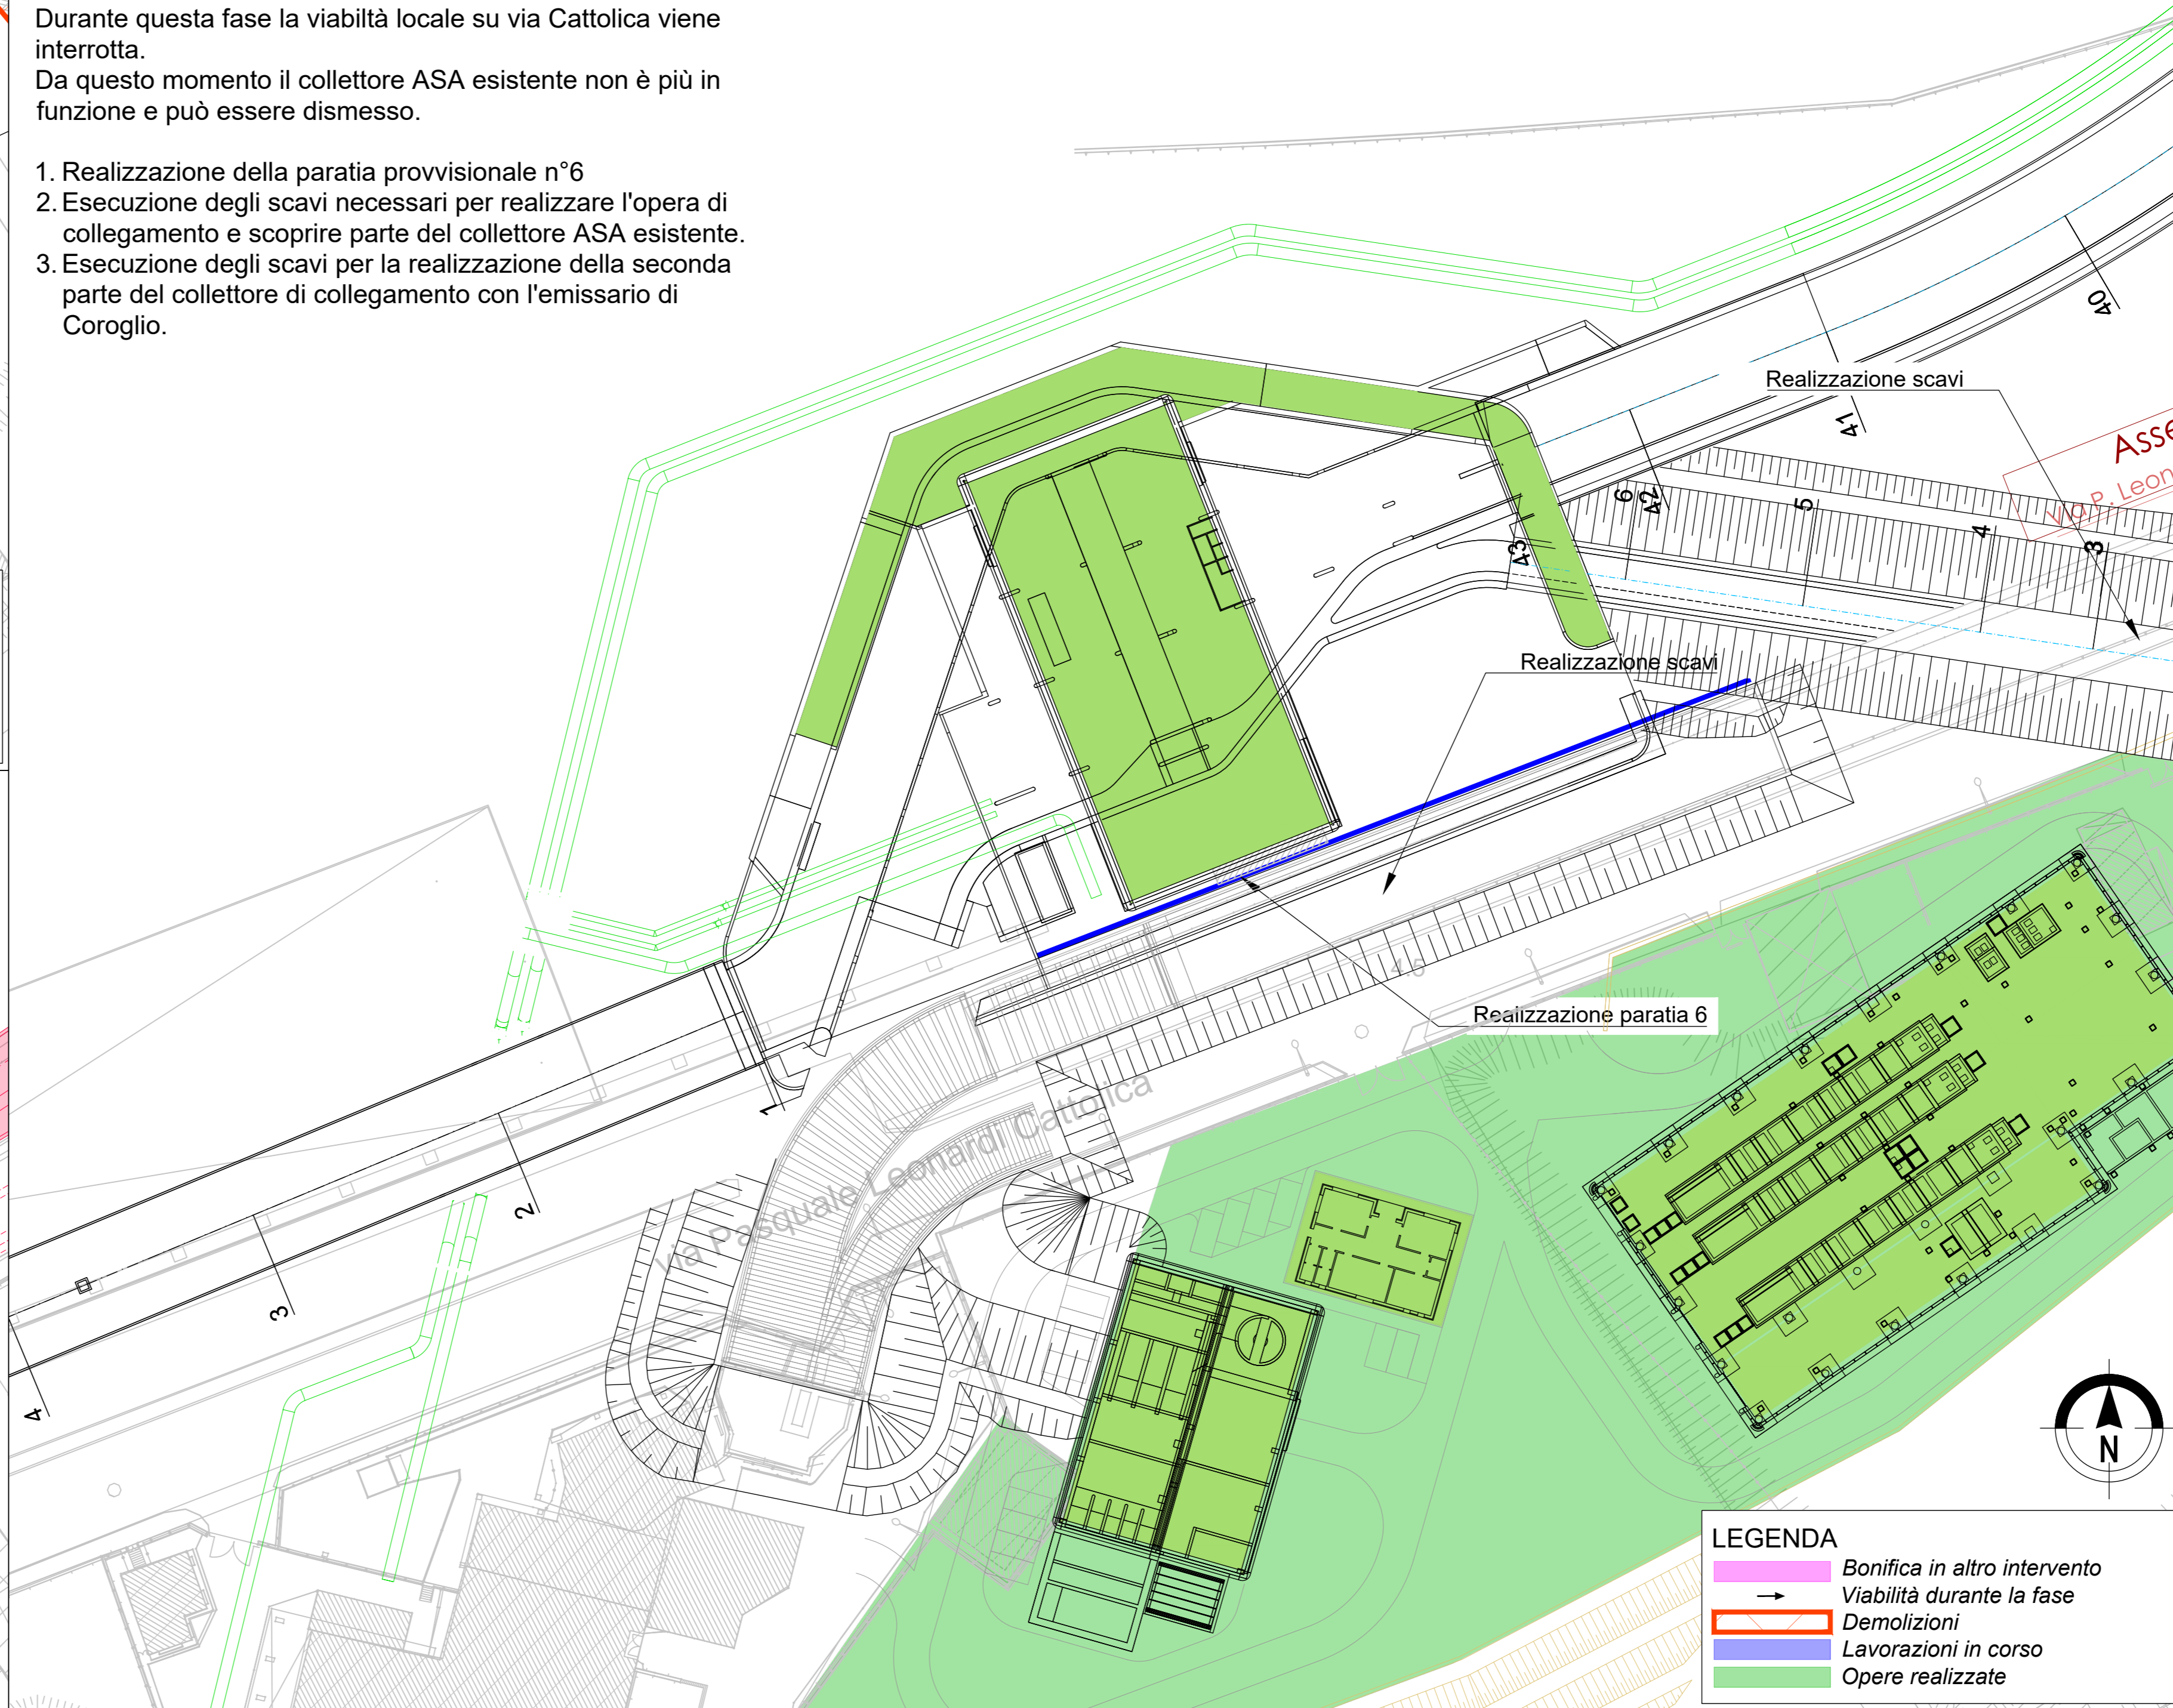 Durante questa fase la viabiltà locale su via Cattolica viene
interrotta.
Da questo momento il collettore ASA esistente non è più in
funzione e può essere dismesso.
1. Realizzazione della paratia provvisionale n°6
2. Esecuzione degli scavi necessari per realizzare l'opera di
collegamento e scoprire parte del collettore ASA esistente.
3. Esecuzione degli scavi per la realizzazione della seconda
parte del collettore di collegamento con l'emissario di
Coroglio.
40
Realizzazione scavi
41
Asse
Via P. Leon
6
42
5
4
3
43
Realizzazione scavi
4.5
Realizzazione paratia 6
1
via Pasquale Leonardi Cattolica
2
3
4
N
LEGENDA
Bonifica in altro intervento
Viabilità durante la fase
Demolizioni
Lavorazioni in corso
Opere realizzate